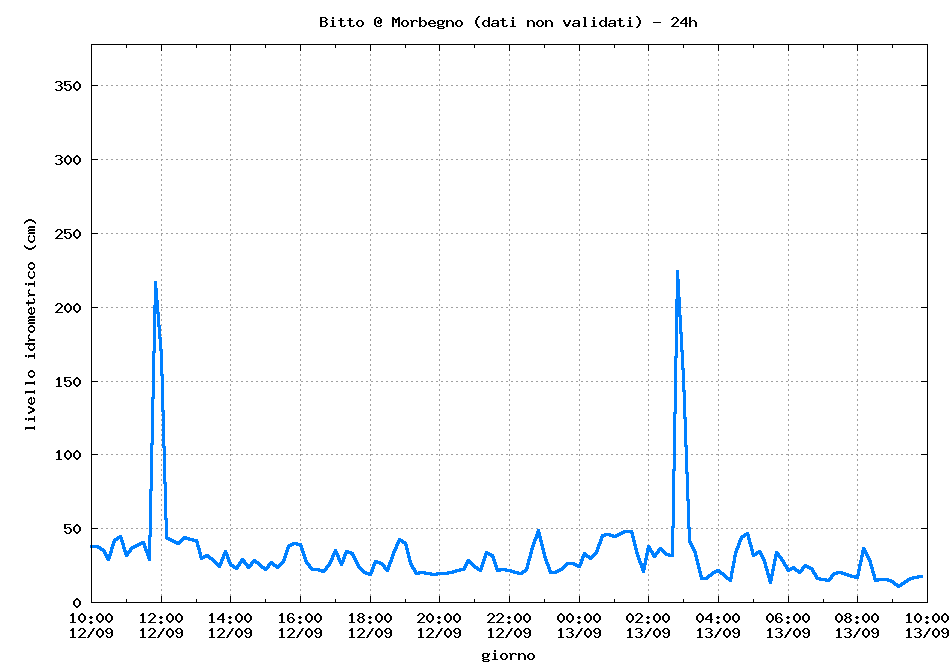 Bitto @ Morbegno (dati non validati) - 24h
livello idrometrico (cm)
350
300
250
200
150
100
50
0
10:00 12:00 14:00 16:00 18:00 20:00 22:00 00:00 02:00 04:00 06:00 08:00 10:00
12/09 12/09 12/09 12/09 12/09 12/09 12/09 13/09 13/09 13/09 13/09 13/09 13/09
giorno